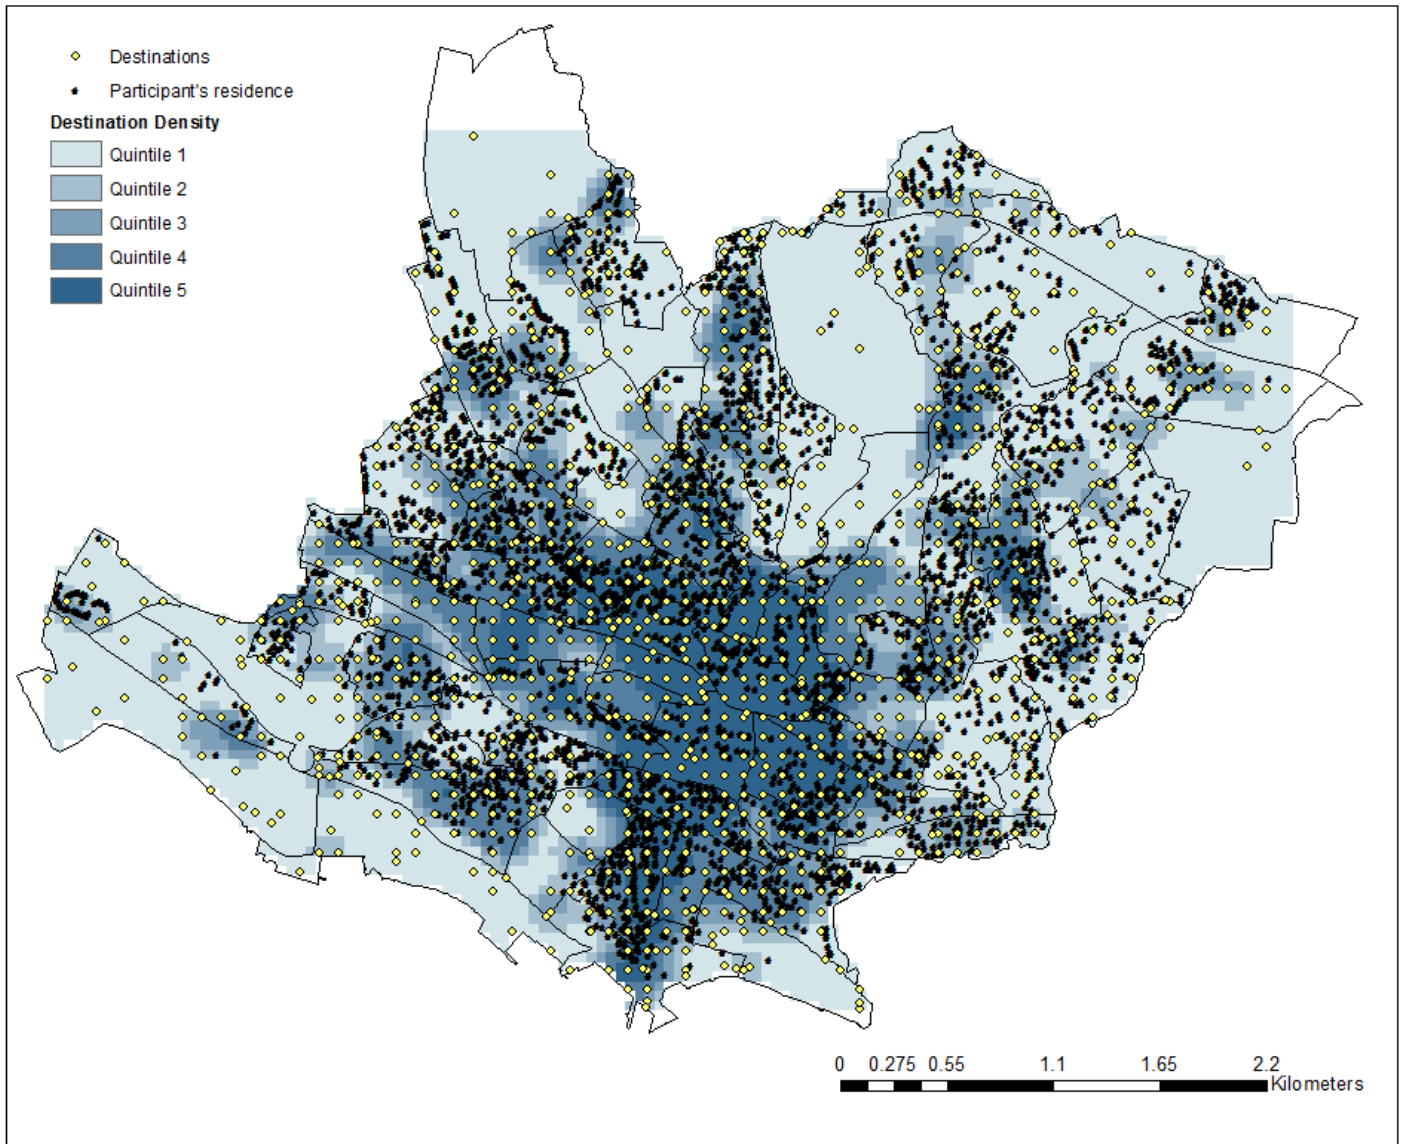 Destinations
Participant's residence
Destination Density
Quintile 1
Quintile 2
Quintile 3
Quintile 4
Quintile 5
0 0.275 0.55 1.1 1.65 2.2
Kilometers